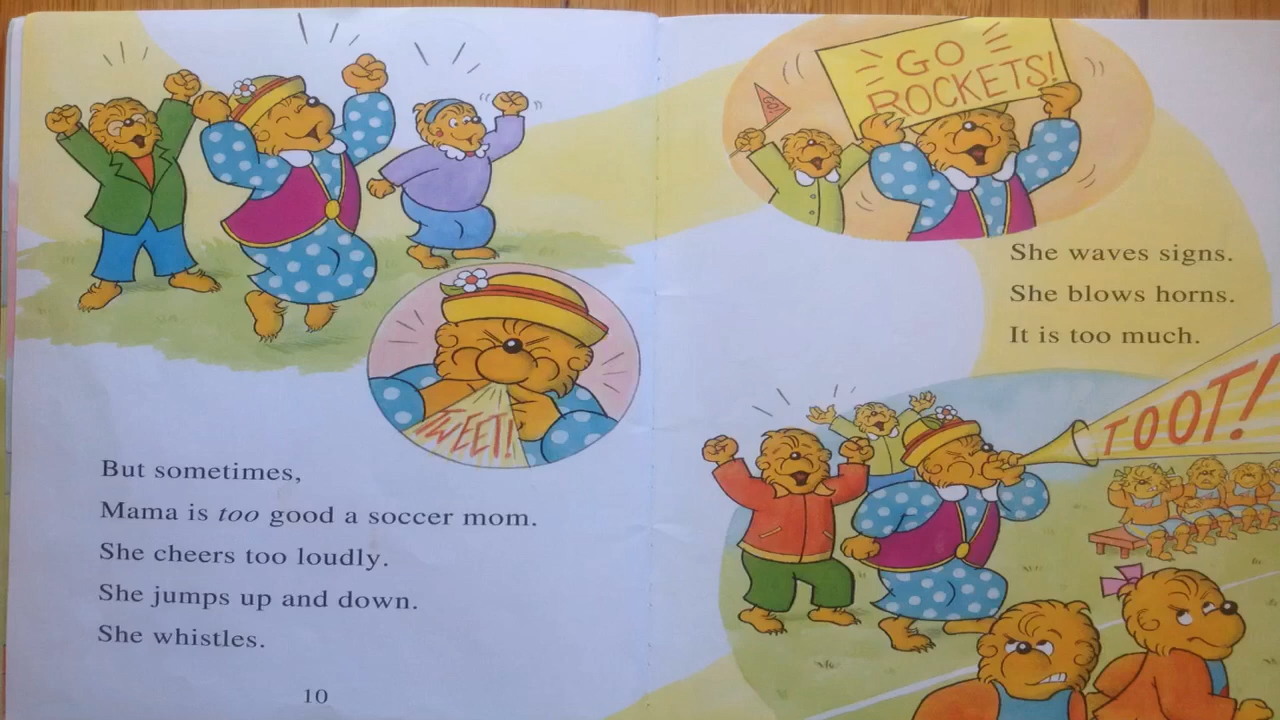 TWEET!
But sometimes,
Mama is too good a soccer mom.
She cheers too loudly.
She jumps up and down.
She whistles.
10
GO
ROCKETS!
She waves signs.
She blows horns.
It is too much.
TOOT!